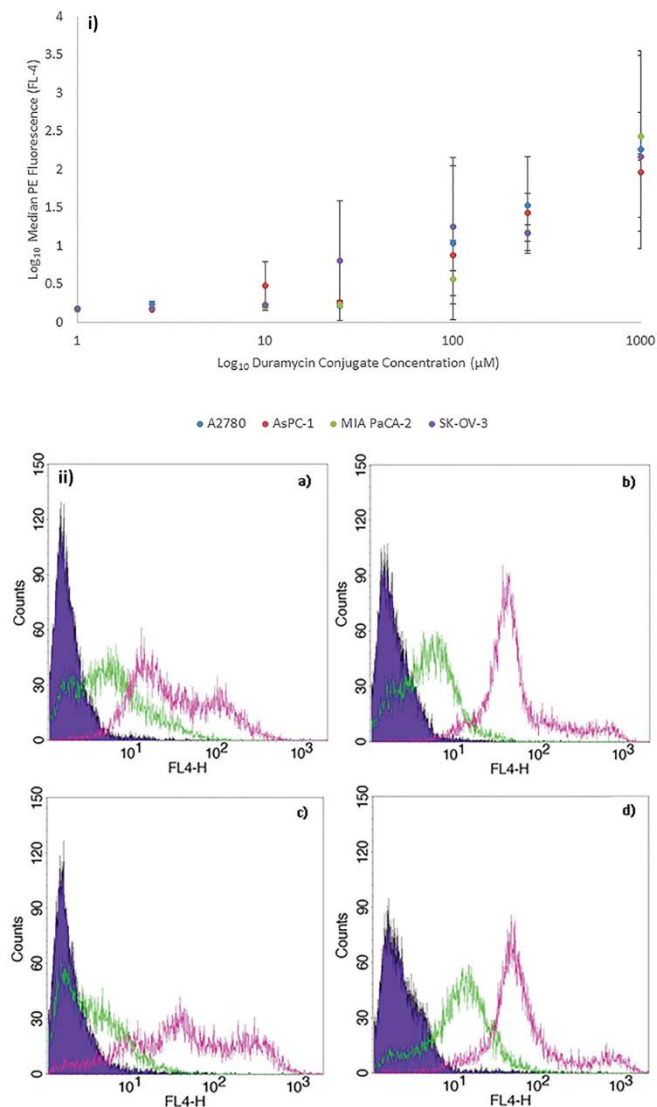 i)
4
3.5
3
2.5
2
1.5
1
0.5
0
Log₁₀ Median PE Fluorescence (FL-4)
1 10 100 1000
Log₁₀ Duramycin Conjugate Concentration (µM)
A2780 AsPC-1 MIA PaCA-2 SK-OV-3
ii)
a)
150
120
90
60
30
0
Counts
10¹ 10² 10³
FL4-H
b)
150
120
90
60
30
0
Counts
10¹ 10² 10³
FL4-H
c)
150
120
90
60
30
0
Counts
10¹ 10² 10³
FL4-H
d)
150
120
90
60
30
0
Counts
10¹ 10² 10³
FL4-H